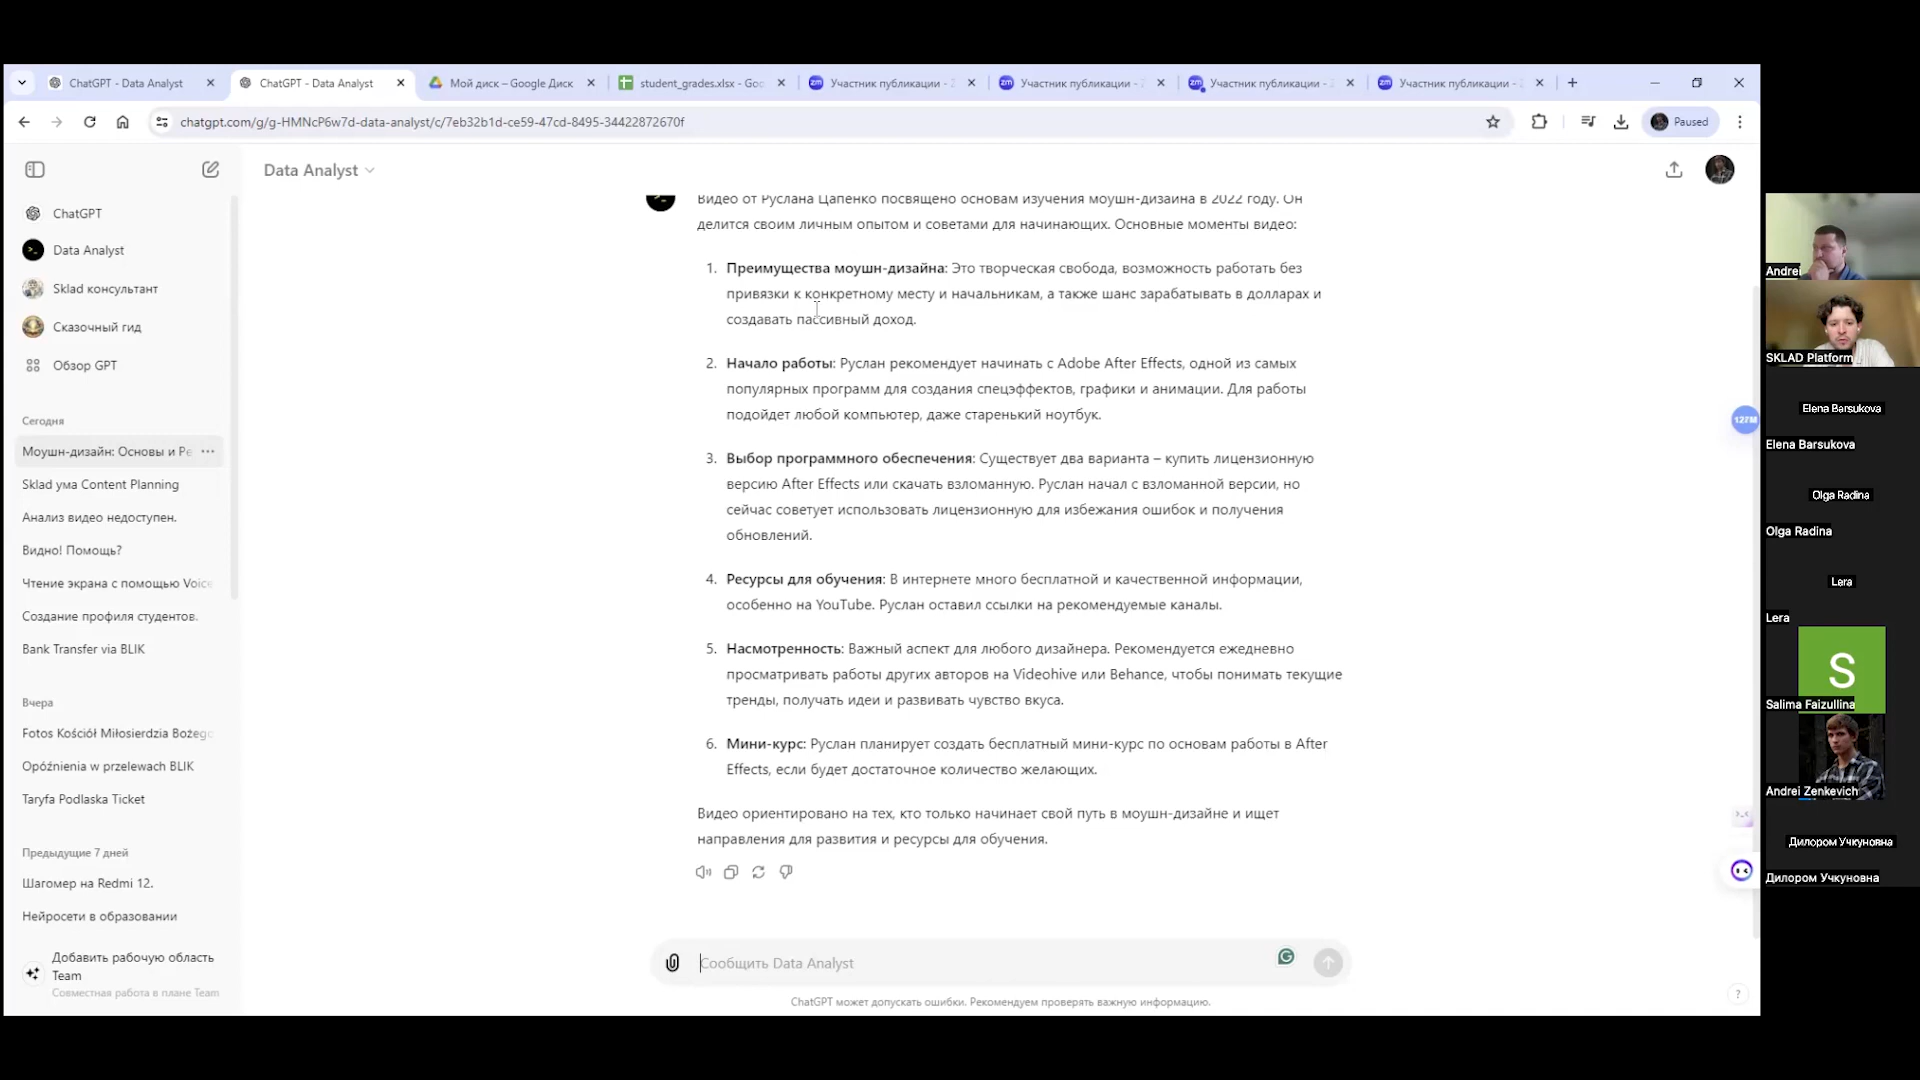 ChatGPT - Data Analyst
ChatGPT - Data Analyst
Мой диск – Google Диск
student_grades.xlsx - Goo
Участник публикации - Z
Участник публикации - Z
Участник публикации - Z
Участник публикации - Z
chatgpt.com/g/g-HMNcP6w7d-data-analyst/c/7eb32b1d-ce59-47cd-8495-34422872670f
Paused
Data Analyst
ChatGPT
Data Analyst
Sklad консультант
Сказочный гид
Обзор GPT
Сегодня
Моушн-дизайн: Основы и Ре
Sklad ума Content Planning
Анализ видео недоступен.
Видно! Помощь?
Чтение экрана с помощью Voice
Создание профиля студентов.
Bank Transfer via BLIK
Вчера
Fotos Kościół Miłosierdzia Bożego
Opóźnienia w przelewach BLIK
Taryfa Podlaska Ticket
Предыдущие 7 дней
Шагомер на Redmi 12.
Нейросети в образовании
Добавить рабочую область
Team
Совместная работа в плане Team
Видео от Руслана Цапенко посвящено основам изучения моушн-дизайна в 2022 году. Он
делится своим личным опытом и советами для начинающих. Основные моменты видео:
1. Преимущества моушн-дизайна: Это творческая свобода, возможность работать без
привязки к конкретному месту и начальникам, а также шанс зарабатывать в долларах и
создавать пассивный доход.
2. Начало работы: Руслан рекомендует начинать с Adobe After Effects, одной из самых
популярных программ для создания спецэффектов, графики и анимации. Для работы
подойдет любой компьютер, даже старенький ноутбук.
3. Выбор программного обеспечения: Существует два варианта – купить лицензионную
версию After Effects или скачать взломанную. Руслан начал с взломанной версии, но
сейчас советует использовать лицензионную для избежания ошибок и получения
обновлений.
4. Ресурсы для обучения: В интернете много бесплатной и качественной информации,
особенно на YouTube. Руслан оставил ссылки на рекомендуемые каналы.
5. Насмотренность: Важный аспект для любого дизайнера. Рекомендуется ежедневно
просматривать работы других авторов на Videohive или Behance, чтобы понимать текущие
тренды, получать идеи и развивать чувство вкуса.
6. Мини-курс: Руслан планирует создать бесплатный мини-курс по основам работы в After
Effects, если будет достаточное количество желающих.
Видео ориентировано на тех, кто только начинает свой путь в моушн-дизайне и ищет
направления для развития и ресурсы для обучения.
Сообщить Data Analyst
ChatGPT может допускать ошибки. Рекомендуем проверять важную информацию.
?
127M
Andrei
SKLAD Platform
Elena Barsukova
Elena Barsukova
Olga Radina
Olga Radina
Lera
Lera
S
Salima Faizullina
Andrei Zenkevich
Дилором Учкуновна
Дилором Учкуновна